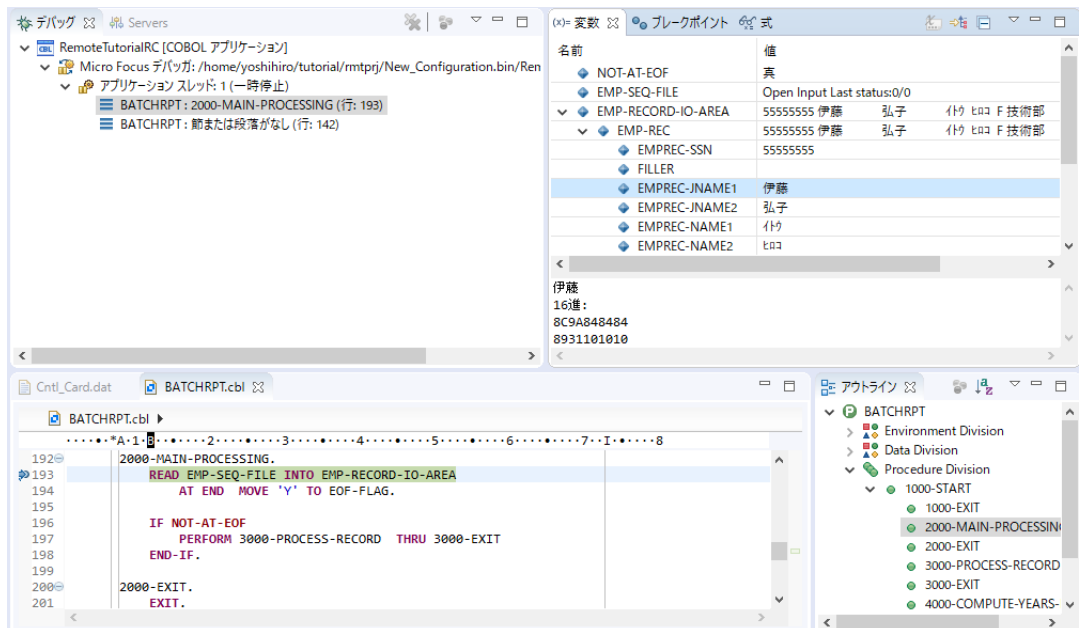 デバッグ
Servers
RemoteTutorialRC [COBOL アプリケーション]
Micro Focus デバッガ: /home/yoshihiro/tutorial/rmtprj/New_Configuration.bin/Ren
アプリケーション スレッド: 1 (一時停止)
BATCHRPT : 2000-MAIN-PROCESSING (行: 193)
BATCHRPT : 節または段落がなし (行: 142)
(x)= 変数
ブレークポイント
式
名前 値
NOT-AT-EOF 真
EMP-SEQ-FILE Open Input Last status:0/0
EMP-RECORD-IO-AREA 55555555 伊藤 弘子 ｲﾄｳ ﾋﾛｺ F 技術部
EMP-REC 55555555 伊藤 弘子 ｲﾄｳ ﾋﾛｺ F 技術部
EMPREC-SSN 55555555
FILLER
EMPREC-JNAME1 伊藤
EMPREC-JNAME2 弘子
EMPREC-NAME1 ｲﾄｳ
EMPREC-NAME2 ﾋﾛｺ
伊藤
16進:
8C9A848484
8931101010
Cntl_Card.dat
BATCHRPT.cbl
BATCHRPT.cbl
·····*A·1·B··•····2····•····3····•····4····•····5····•····6····•····7··I·•····8
192 2000-MAIN-PROCESSING.
193 READ EMP-SEQ-FILE INTO EMP-RECORD-IO-AREA
194 AT END MOVE 'Y' TO EOF-FLAG.
195
196 IF NOT-AT-EOF
197 PERFORM 3000-PROCESS-RECORD THRU 3000-EXIT
198 END-IF.
199
200 2000-EXIT.
201 EXIT.
アウトライン
BATCHRPT
Environment Division
Data Division
Procedure Division
1000-START
1000-EXIT
2000-MAIN-PROCESSIN
2000-EXIT
3000-PROCESS-RECORD
3000-EXIT
4000-COMPUTE-YEARS-